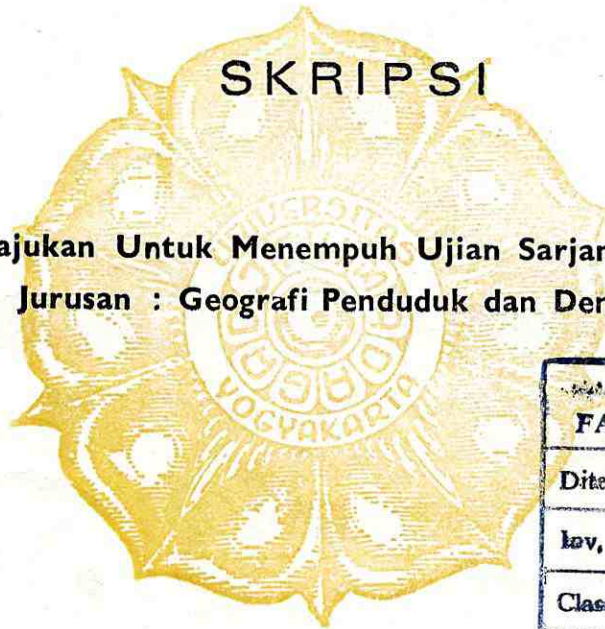 SKRIPSI
ajukan Untuk Menempuh Ujian Sarjan
Jurusan : Geografi Penduduk dan Der
YOGYAKARTA
FA
Dite
Inv.
Clas